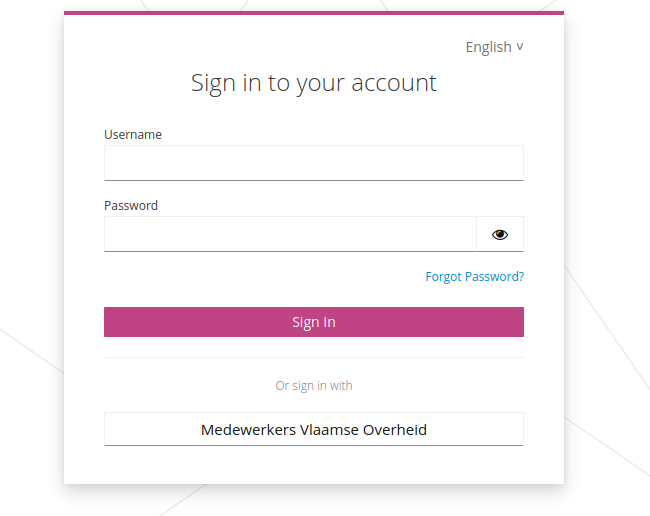 English ˅
Sign in to your account
Username
Password
Forgot Password?
Sign In
Or sign in with
Medewerkers Vlaamse Overheid